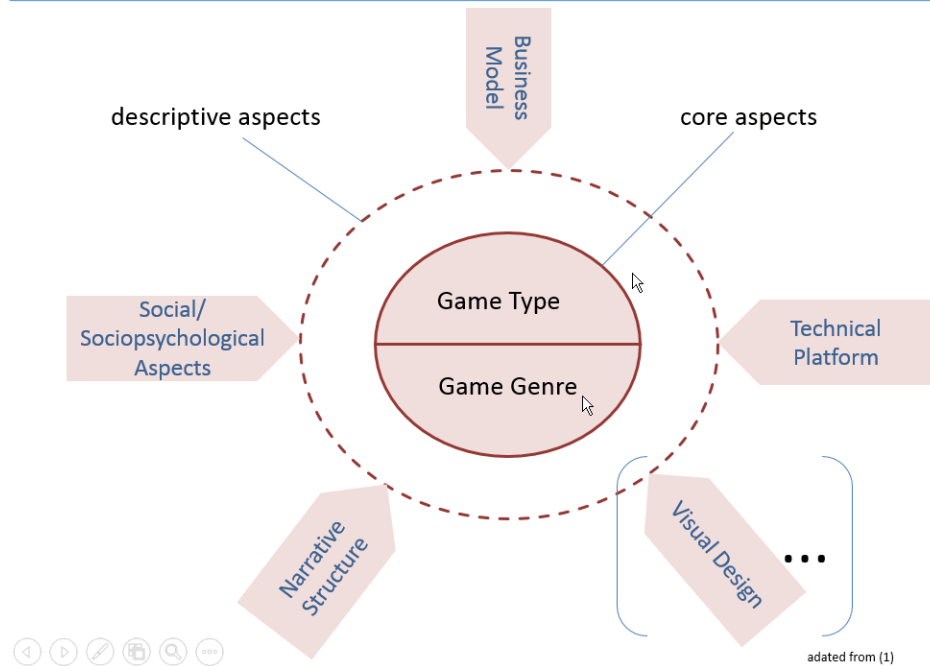 Business
Model
descriptive aspects
core aspects
Game Type
Social/
Sociopsychological
Aspects
Technical
Platform
Game Genre
Narrative
Structure
Visual Design
...
adated from (1)